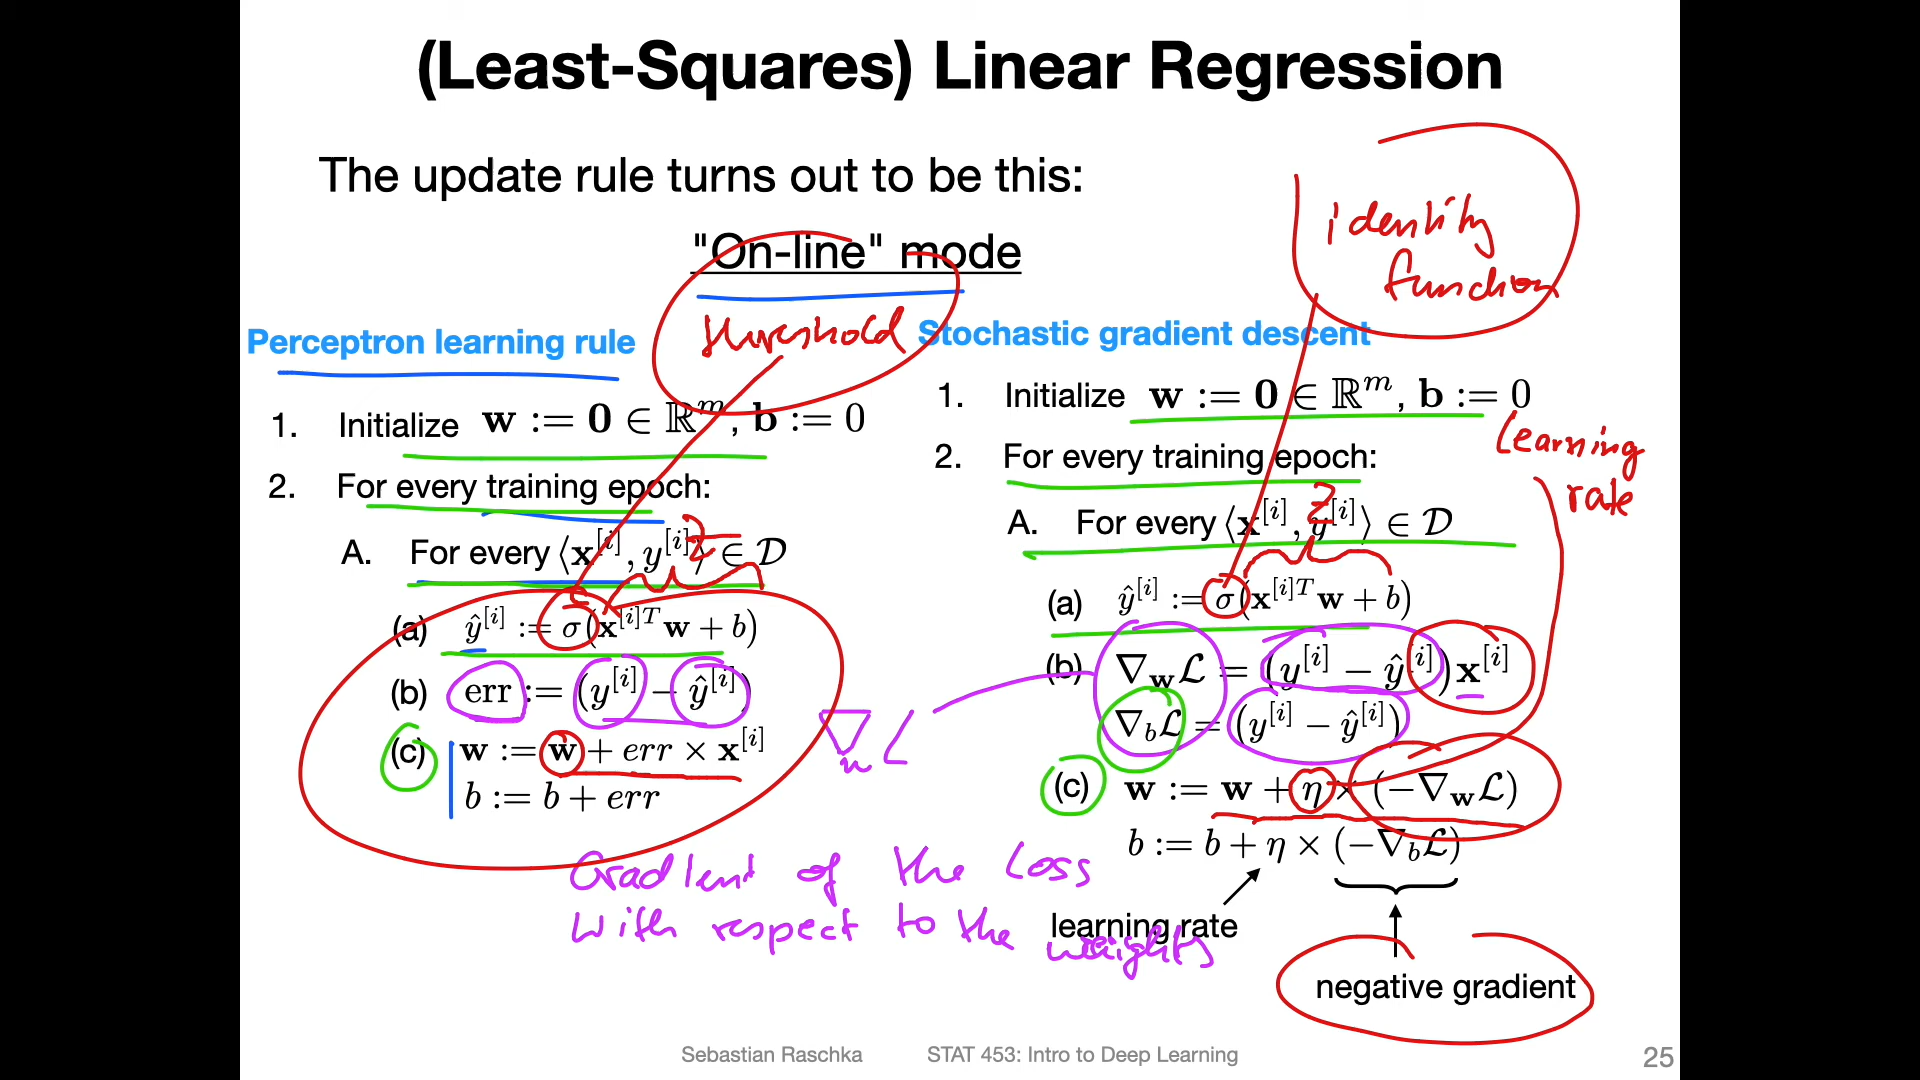 (Least-Squares) Linear Regression
The update rule turns out to be this:
"On-line" mode
identity
function
threshold
Perceptron learning rule
1. Initialize w := 0 ∈ ℝᵐ, b := 0
2. For every training epoch:
A. For every ⟨x^[i], y^[i]⟩ ∈ 𝒟
z
(a) ŷ^[i] := σ(x^[i]T w + b)
(b) err := (y^[i] − ŷ^[i])
(c) w := w + err × x^[i]
b := b + err
Stochastic gradient descent
1. Initialize w := 0 ∈ ℝᵐ, b := 0
learning
rate
2. For every training epoch:
A. For every ⟨x^[i], y^[i]⟩ ∈ 𝒟
z
(a) ŷ^[i] := σ(x^[i]T w + b)
(b) ∇_w ℒ = (y^[i] − ŷ^[i])x^[i]
∇_b ℒ = (y^[i] − ŷ^[i])
(c) w := w + η × (−∇_w ℒ)
b := b + η × (−∇_b ℒ)
learning rate
negative gradient
∇_w L
Gradient of the Loss
with respect to the weights
Sebastian Raschka STAT 453: Intro to Deep Learning 25